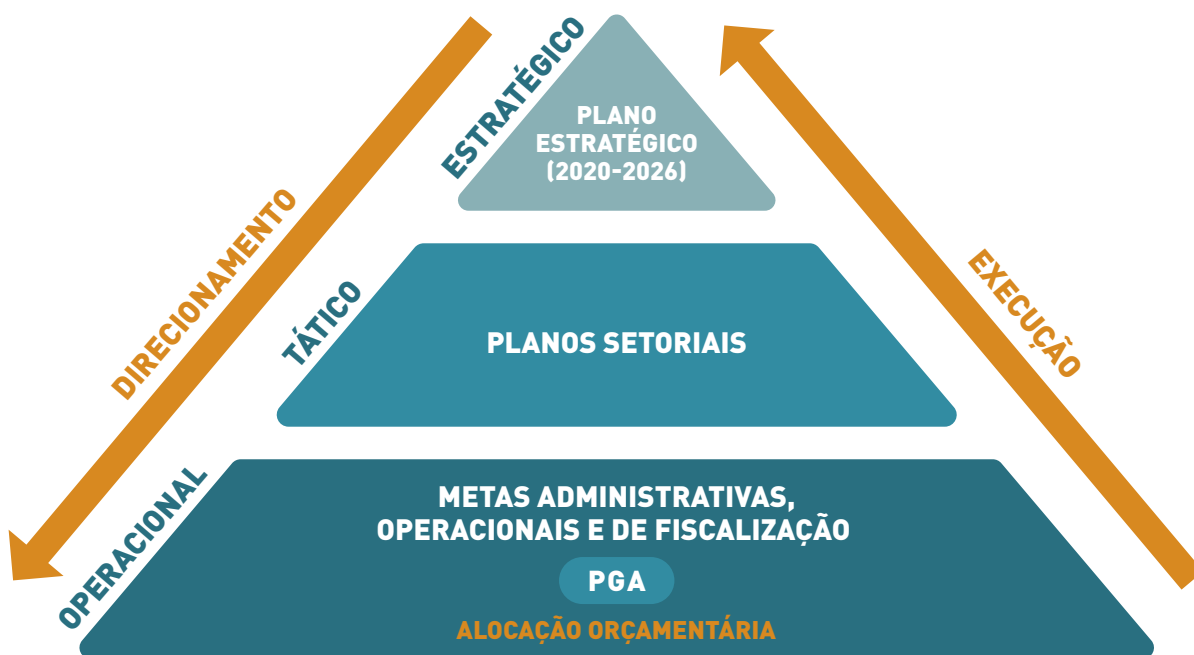 ESTRATÉGICO
PLANO
ESTRATÉGICO
(2020-2026)
DIRECIONAMENTO
EXECUÇÃO
TÁTICO
PLANOS SETORIAIS
OPERACIONAL
METAS ADMINISTRATIVAS,
OPERACIONAIS E DE FISCALIZAÇÃO
PGA
ALOCAÇÃO ORÇAMENTÁRIA